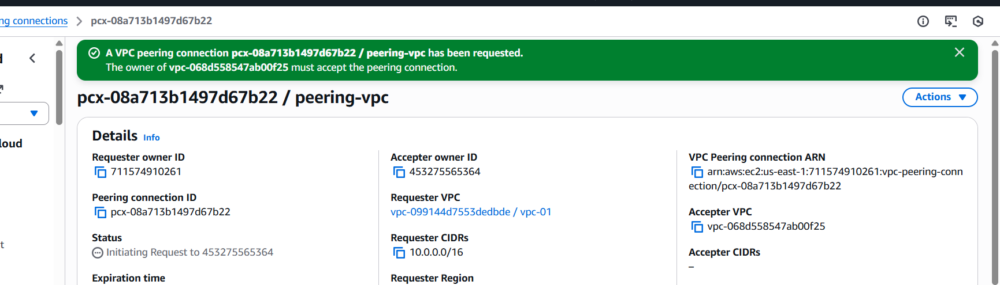 ng connections > pcx-08a713b1497d67b22
d
A VPC peering connection pcx-08a713b1497d67b22 / peering-vpc has been requested.
The owner of vpc-068d558547ab00f25 must accept the peering connection.
pcx-08a713b1497d67b22 / peering-vpc
Actions
loud
t
Details Info
Requester owner ID
711574910261
Peering connection ID
pcx-08a713b1497d67b22
Status
Initiating Request to 453275565364
Expiration time
Accepter owner ID
453275565364
Requester VPC
vpc-099144d7553dedbde / vpc-01
Requester CIDRs
10.0.0.0/16
Requester Region
VPC Peering connection ARN
arn:aws:ec2:us-east-1:711574910261:vpc-peering-conn
ection/pcx-08a713b1497d67b22
Accepter VPC
vpc-068d558547ab00f25
Accepter CIDRs
–